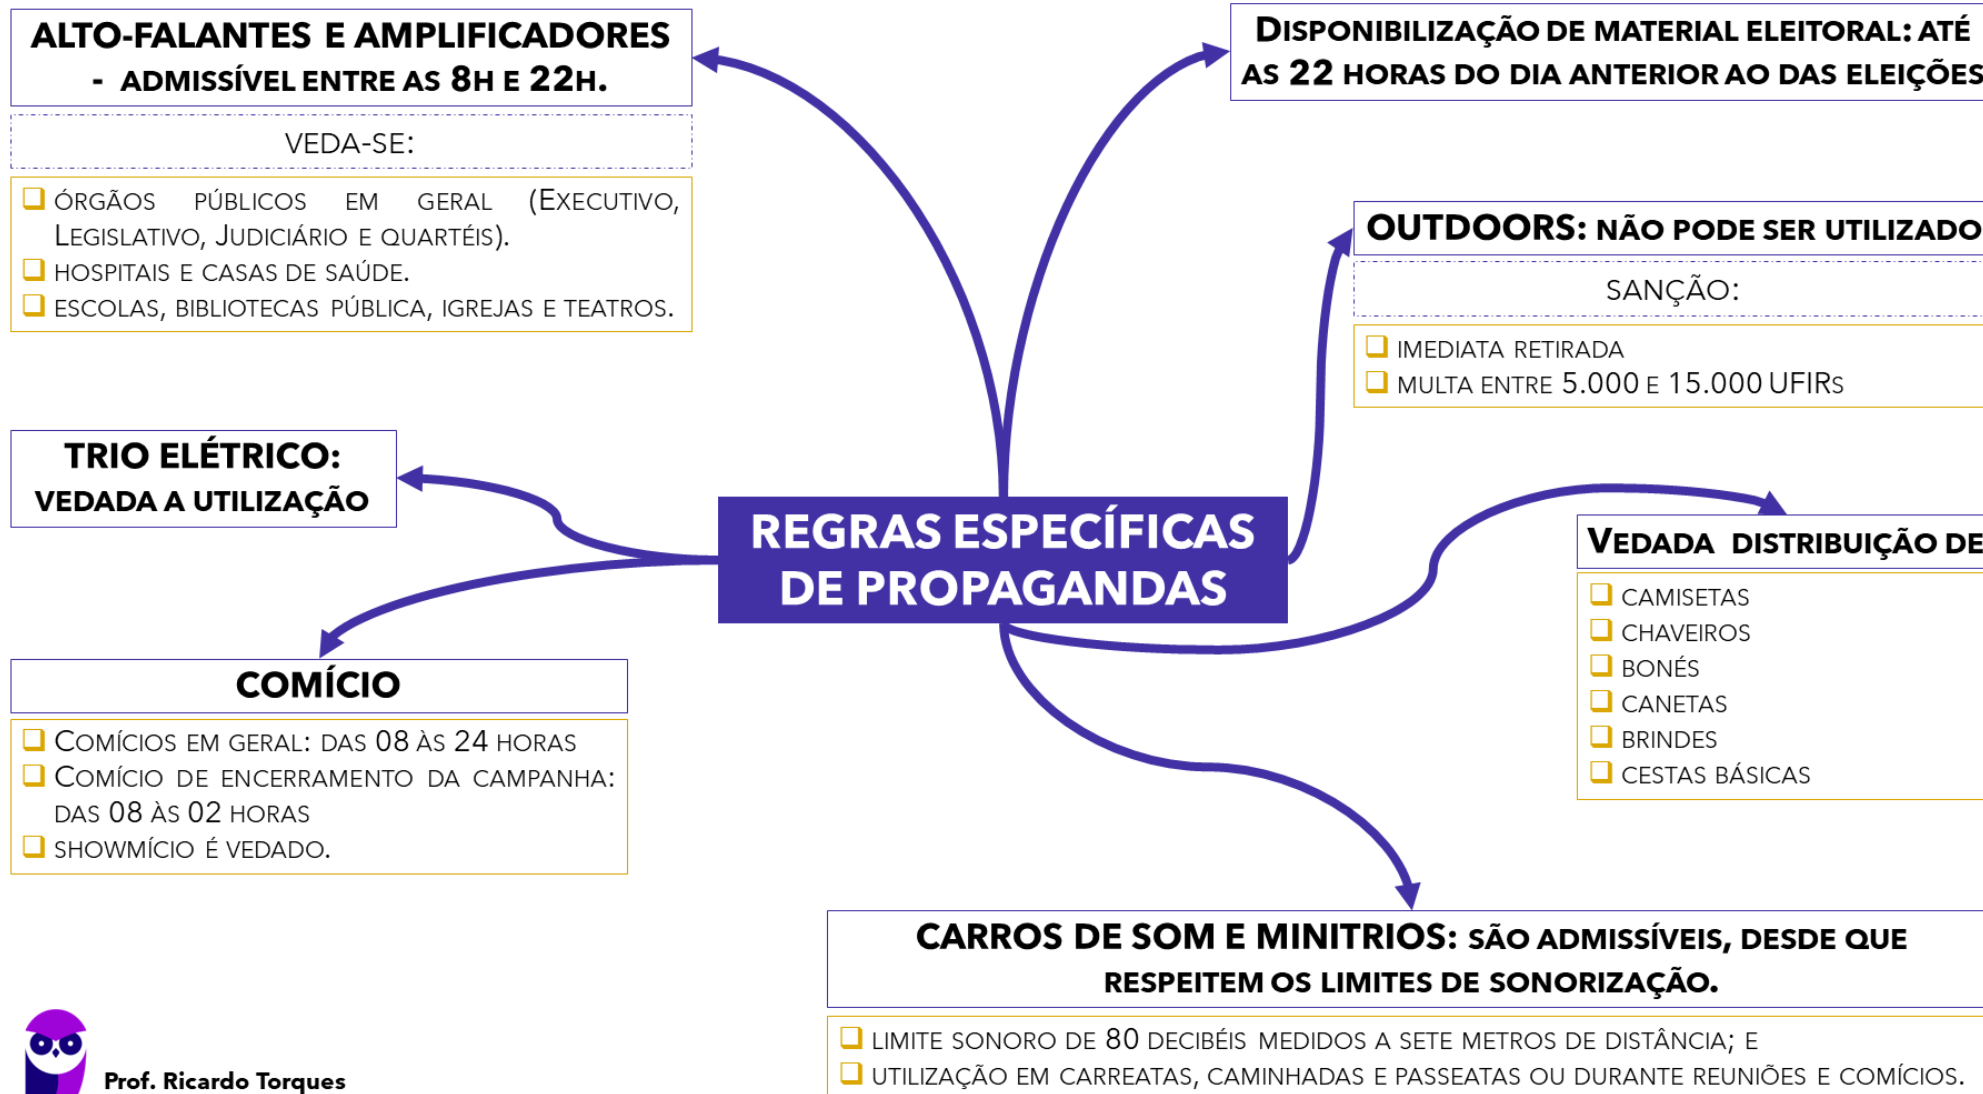 ALTO-FALANTES E AMPLIFICADORES
- ADMISSÍVEL ENTRE AS 8H E 22H.
VEDA-SE:
ÓRGÃOS PÚBLICOS EM GERAL (EXECUTIVO,
LEGISLATIVO, JUDICIÁRIO E QUARTÉIS).
HOSPITAIS E CASAS DE SAÚDE.
ESCOLAS, BIBLIOTECAS PÚBLICA, IGREJAS E TEATROS.
DISPONIBILIZAÇÃO DE MATERIAL ELEITORAL: ATÉ
AS 22 HORAS DO DIA ANTERIOR AO DAS ELEIÇÕES
OUTDOORS: NÃO PODE SER UTILIZADO
SANÇÃO:
IMEDIATA RETIRADA
MULTA ENTRE 5.000 E 15.000 UFIRS
TRIO ELÉTRICO:
VEDADA A UTILIZAÇÃO
REGRAS ESPECÍFICAS
DE PROPAGANDAS
VEDADA DISTRIBUIÇÃO DE
CAMISETAS
CHAVEIROS
BONÉS
CANETAS
BRINDES
CESTAS BÁSICAS
COMÍCIO
COMÍCIOS EM GERAL: DAS 08 ÀS 24 HORAS
COMÍCIO DE ENCERRAMENTO DA CAMPANHA:
DAS 08 ÀS 02 HORAS
SHOWMÍCIO É VEDADO.
CARROS DE SOM E MINITRIOS: SÃO ADMISSÍVEIS, DESDE QUE
RESPEITEM OS LIMITES DE SONORIZAÇÃO.
LIMITE SONORO DE 80 DECIBÉIS MEDIDOS A SETE METROS DE DISTÂNCIA; E
UTILIZAÇÃO EM CARREATAS, CAMINHADAS E PASSEATAS OU DURANTE REUNIÕES E COMÍCIOS.
Prof. Ricardo Torques